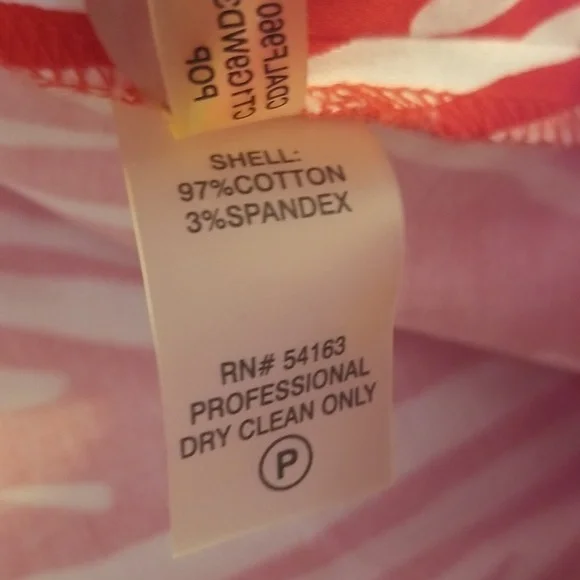 SHELL:
97%COTTON
3%SPANDEX
RN# 54163
PROFESSIONAL
DRY CLEAN ONLY
P